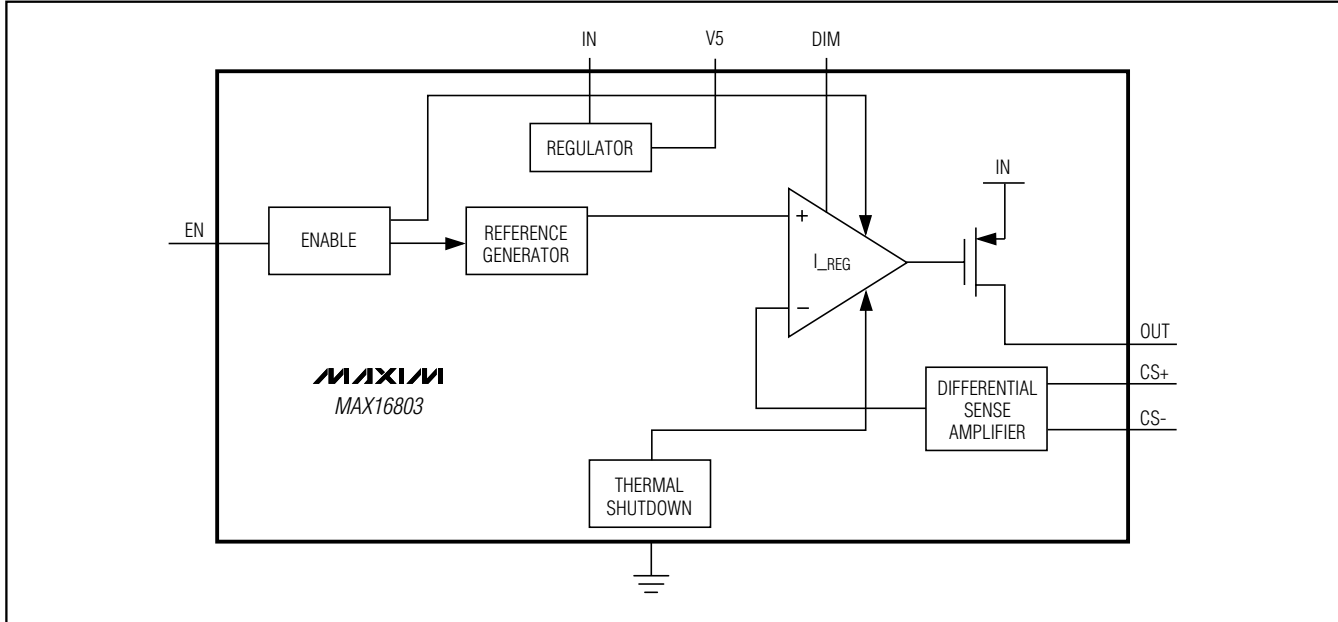 IN
V5
DIM
REGULATOR
IN
EN
ENABLE
REFERENCE
GENERATOR
+
I_REG
−
OUT
CS+
DIFFERENTIAL
SENSE
AMPLIFIER
CS-
MAXIM
MAX16803
THERMAL
SHUTDOWN